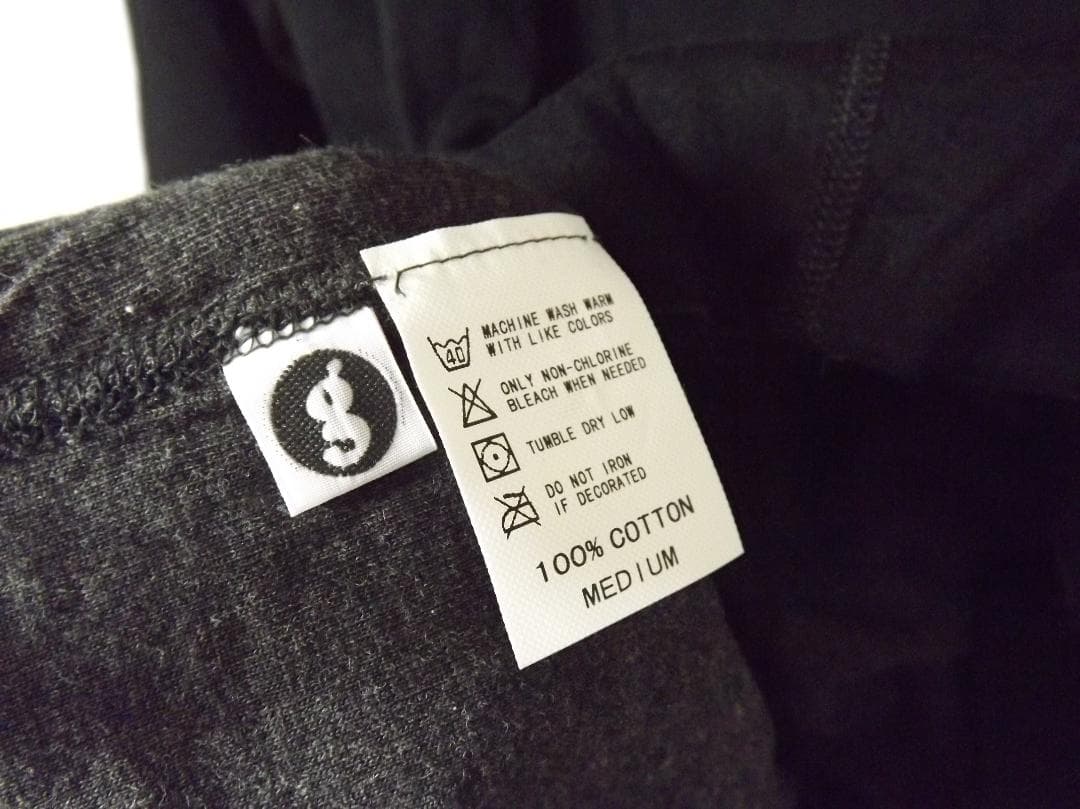 $
40
MACHINE WASH WARM
WITH LIKE COLORS
ONLY NON-CHLORINE
BLEACH WHEN NEEDED
TUMBLE DRY LOW
DO NOT IRON
IF DECORATED
100% COTTON
MEDIUM